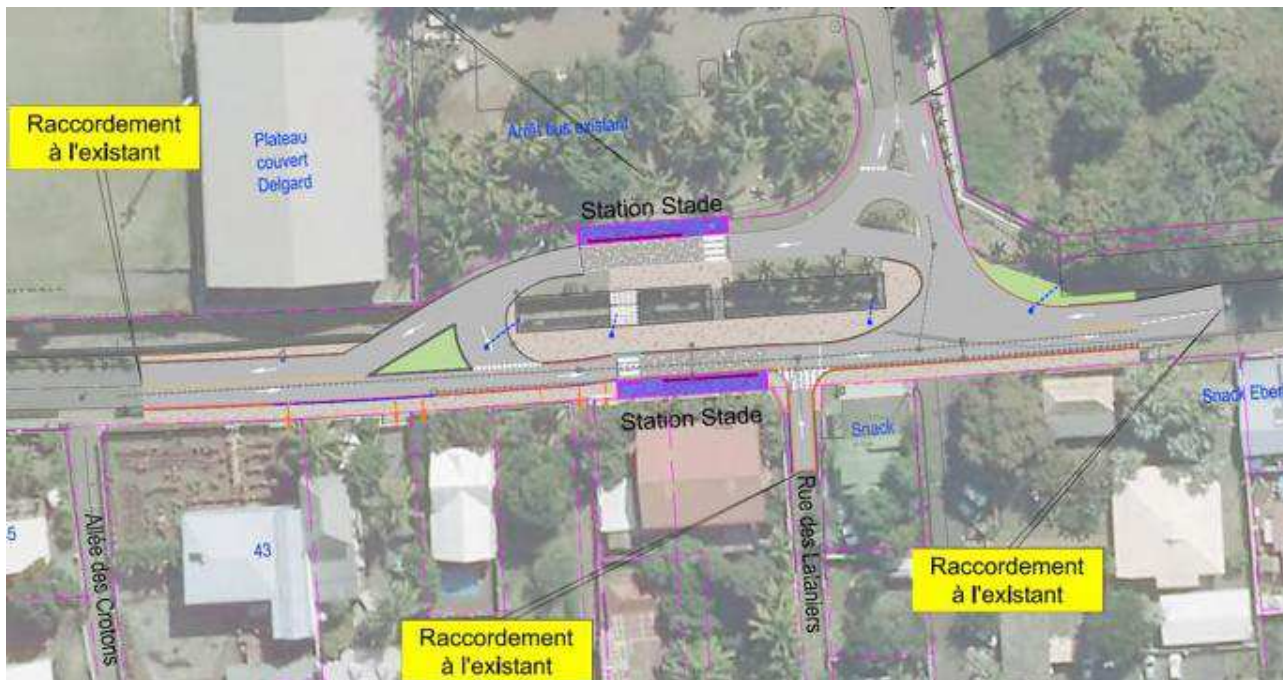 Raccordement
à l'existant
Plateau
couvert
Delgard
Arrêt bus existant
Station Stade
Station Stade
Snack
Snack Eber
Rue des Lataniers
Allée des Crotons
5
43
Raccordement
à l'existant
Raccordement
à l'existant